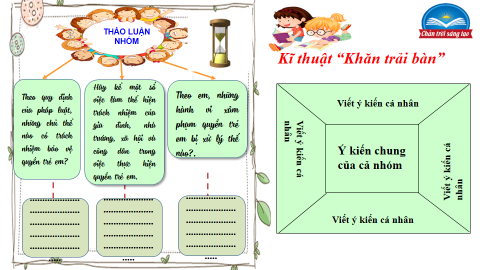 THẢO LUẬN
NHÓM
Theo quy định
của pháp luật,
những chủ thể
nào có trách
nhiệm bảo vệ
quyền trẻ em?
Hãy kể một số
việc làm thể hiện
trách nhiệm của
gia đình, nhà
trường, xã hội và
công dân trong
việc thực hiện
quyền trẻ em.
Theo em, những
hành vi xâm
phạm quyền trẻ
em bị xử lý thế
nào?.
Chân trời sáng tạo
Kĩ thuật “Khăn trải bàn”
Viết ý kiến cá nhân
Viết ý kiến cá
nhân
Ý kiến chung
của cả nhóm
Viết ý kiến cá
nhân
Viết ý kiến cá nhân